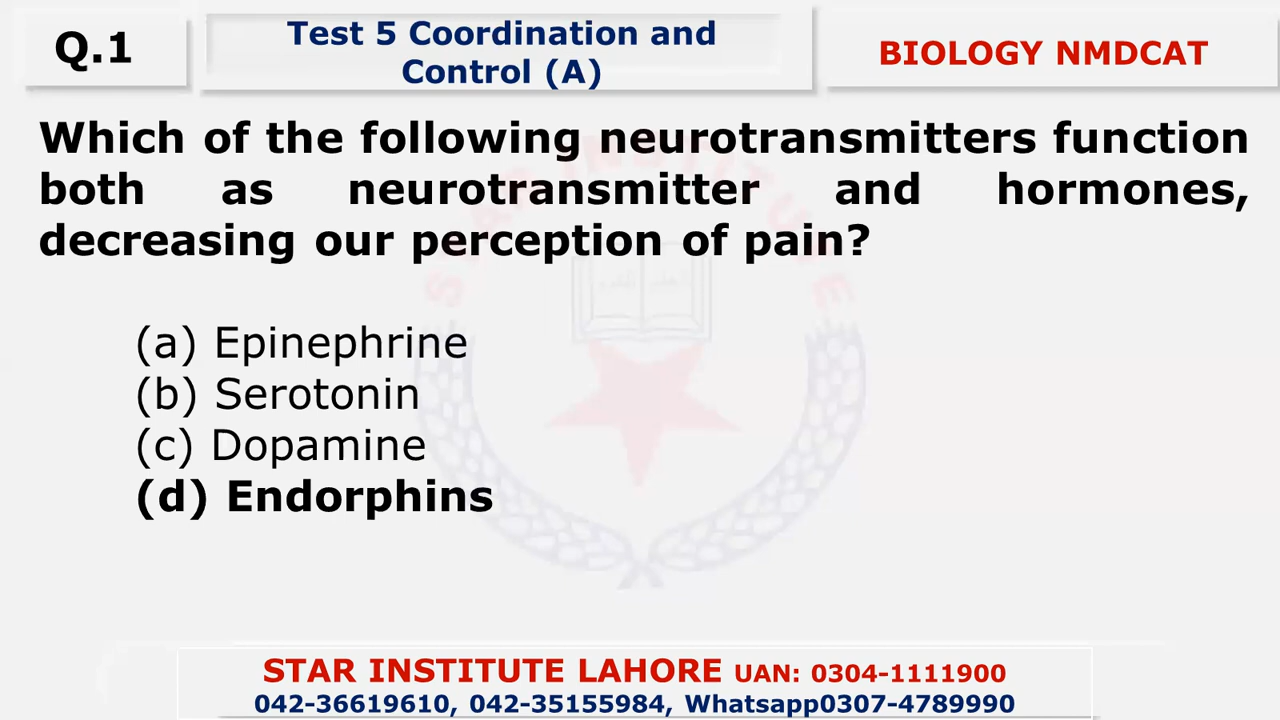 Q.1
Test 5 Coordination and
Control (A)
BIOLOGY NMDCAT
Which of the following neurotransmitters function
both as neurotransmitter and hormones,
decreasing our perception of pain?
(a) Epinephrine
(b) Serotonin
(c) Dopamine
(d) Endorphins
STAR INSTITUTE
STAR INSTITUTE LAHORE UAN: 0304-1111900
042-36619610, 042-35155984, Whatsapp0307-4789990